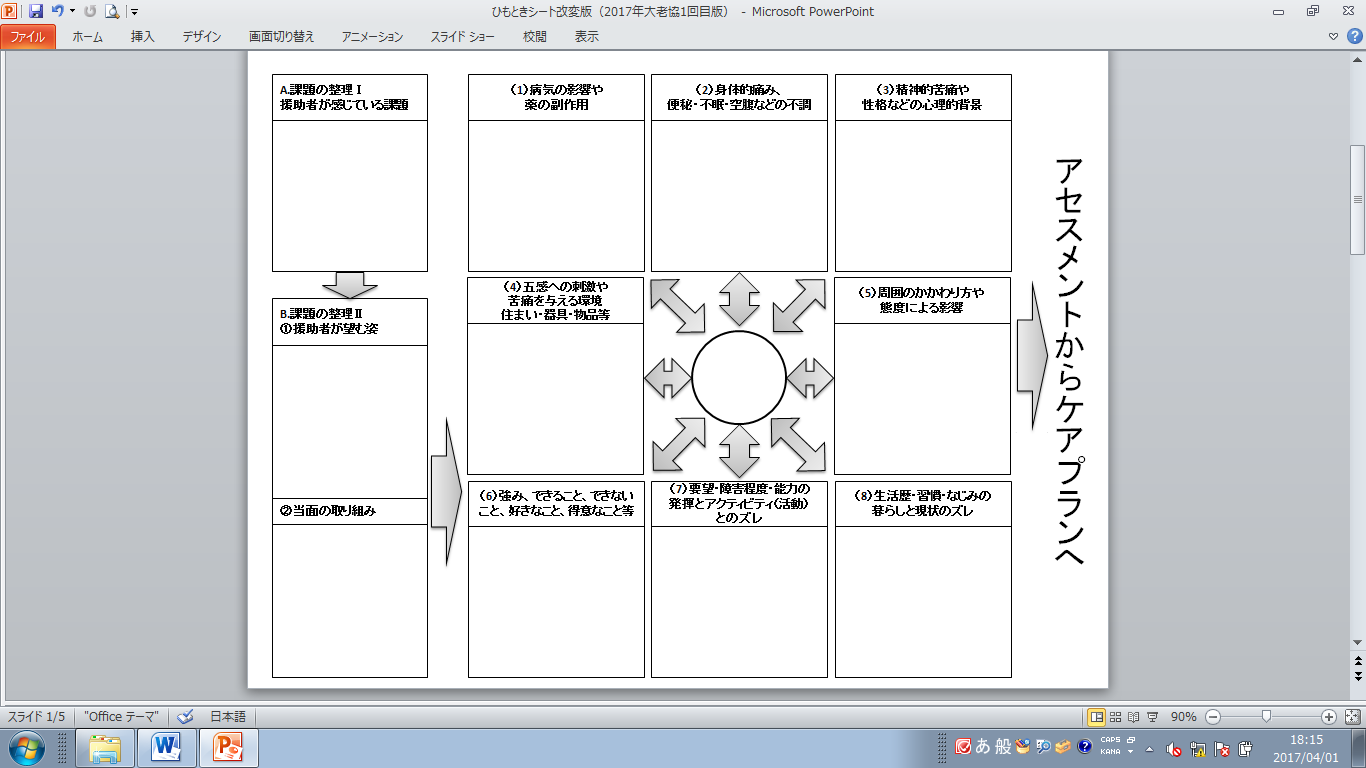 ひもときシート改変版（2017年大老協1回目版） - Microsoft PowerPoint
ファイル
ホーム
挿入
デザイン
画面切り替え
アニメーション
スライド ショー
校閲
表示
A.課題の整理Ⅰ
援助者が感じている課題
（1）病気の影響や
薬の副作用
（2）身体的痛み、
便秘・不眠・空腹などの不調
（3）精神的苦痛や
性格などの心理的背景
B.課題の整理Ⅱ
①援助者が望む姿
②当面の取り組み
（4）五感への刺激や
苦痛を与える環境
住まい・器具・物品等
（5）周囲のかかわり方や
態度による影響
（6）強み、できること、できない
こと、好きなこと、得意なこと等
（7）要望・障害程度・能力の
発揮とアクティビティ（活動）
とのズレ
（8）生活歴・習慣・なじみの
暮らしと現状のズレ
アセスメントからケアプランへ
スライド 1/5
"Office テーマ"
日本語
90%
あ 般
CAPS
KANA
18:15
2017/04/01